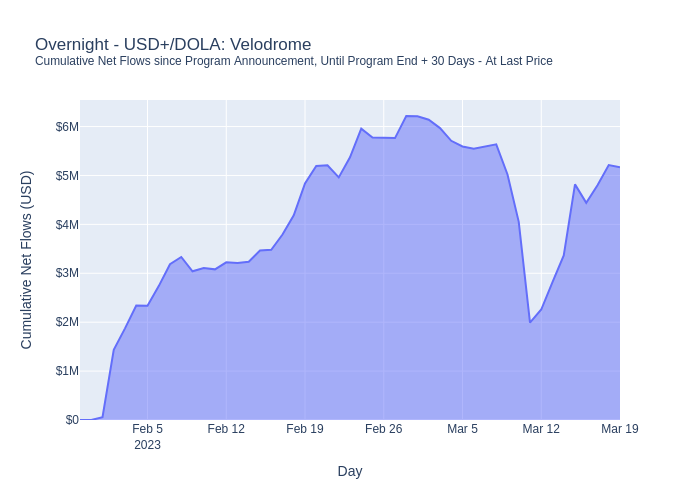 Overnight - USD+/DOLA: Velodrome
Cumulative Net Flows since Program Announcement, Until Program End + 30 Days - At Last Price
Cumulative Net Flows (USD)
$6M
$5M
$4M
$3M
$2M
$1M
$0
Feb 5 Feb 12 Feb 19 Feb 26 Mar 5 Mar 12 Mar 19
2023
Day